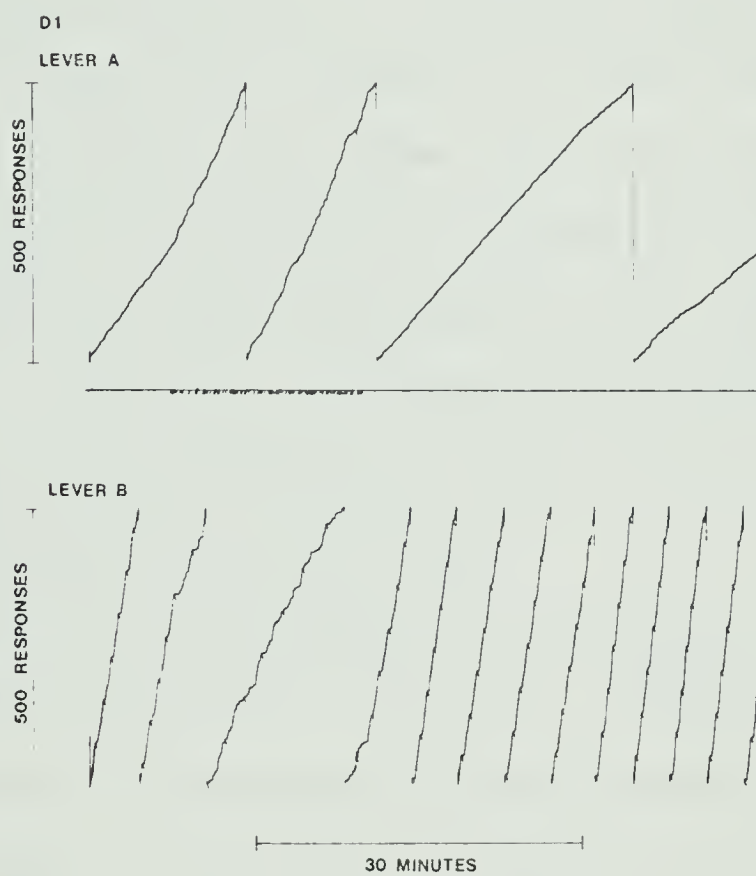 D1
LEVER A
500 RESPONSES
LEVER B
500 RESPONSES
30 MINUTES